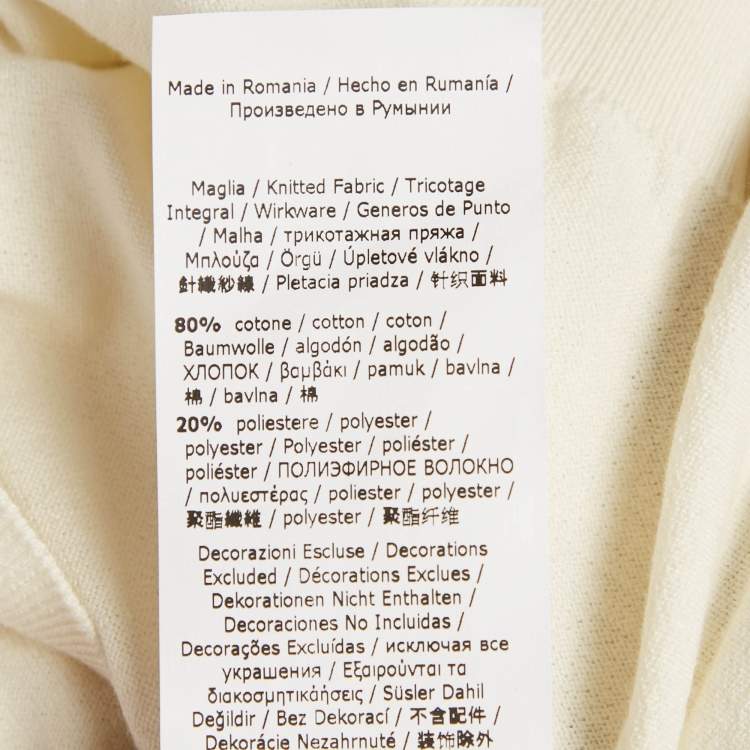 Made in Romania / Hecho en Rumanía /
Произведено в Румынии
Maglia / Knitted Fabric / Tricotage
Integral / Wirkware / Generos de Punto
/ Malha / трикотажная пряжа /
Μπλούζα / Örgü / Úpletové vlákno /
針織紗線 / Pletacia priadza / 针织面料
80% cotone / cotton / coton /
Baumwolle / algodón / algodão /
ХЛОПОК / βαμβάκι / pamuk / bavlna /
棉 / bavlna / 棉
20% poliestere / polyester /
polyester / Polyester / poliéster /
poliéster / ПОЛИЭФИРНОЕ ВОЛОКНО
/ πολυεστέρας / poliester / polyester /
聚酯纖維 / polyester / 聚酯纤维
Decorazioni Escluse / Decorations
Excluded / Décorations Exclues /
Dekorationen Nicht Enthalten /
Decoraciones No Incluidas /
Decorações Excluídas / исключая все
украшения / Εξαιρούνται τα
διακοσμητικάήσεις / Süsler Dahil
Değildir / Bez Dekorací / 不含配件 /
Dekorácie Nezahrnuté / 装饰除外